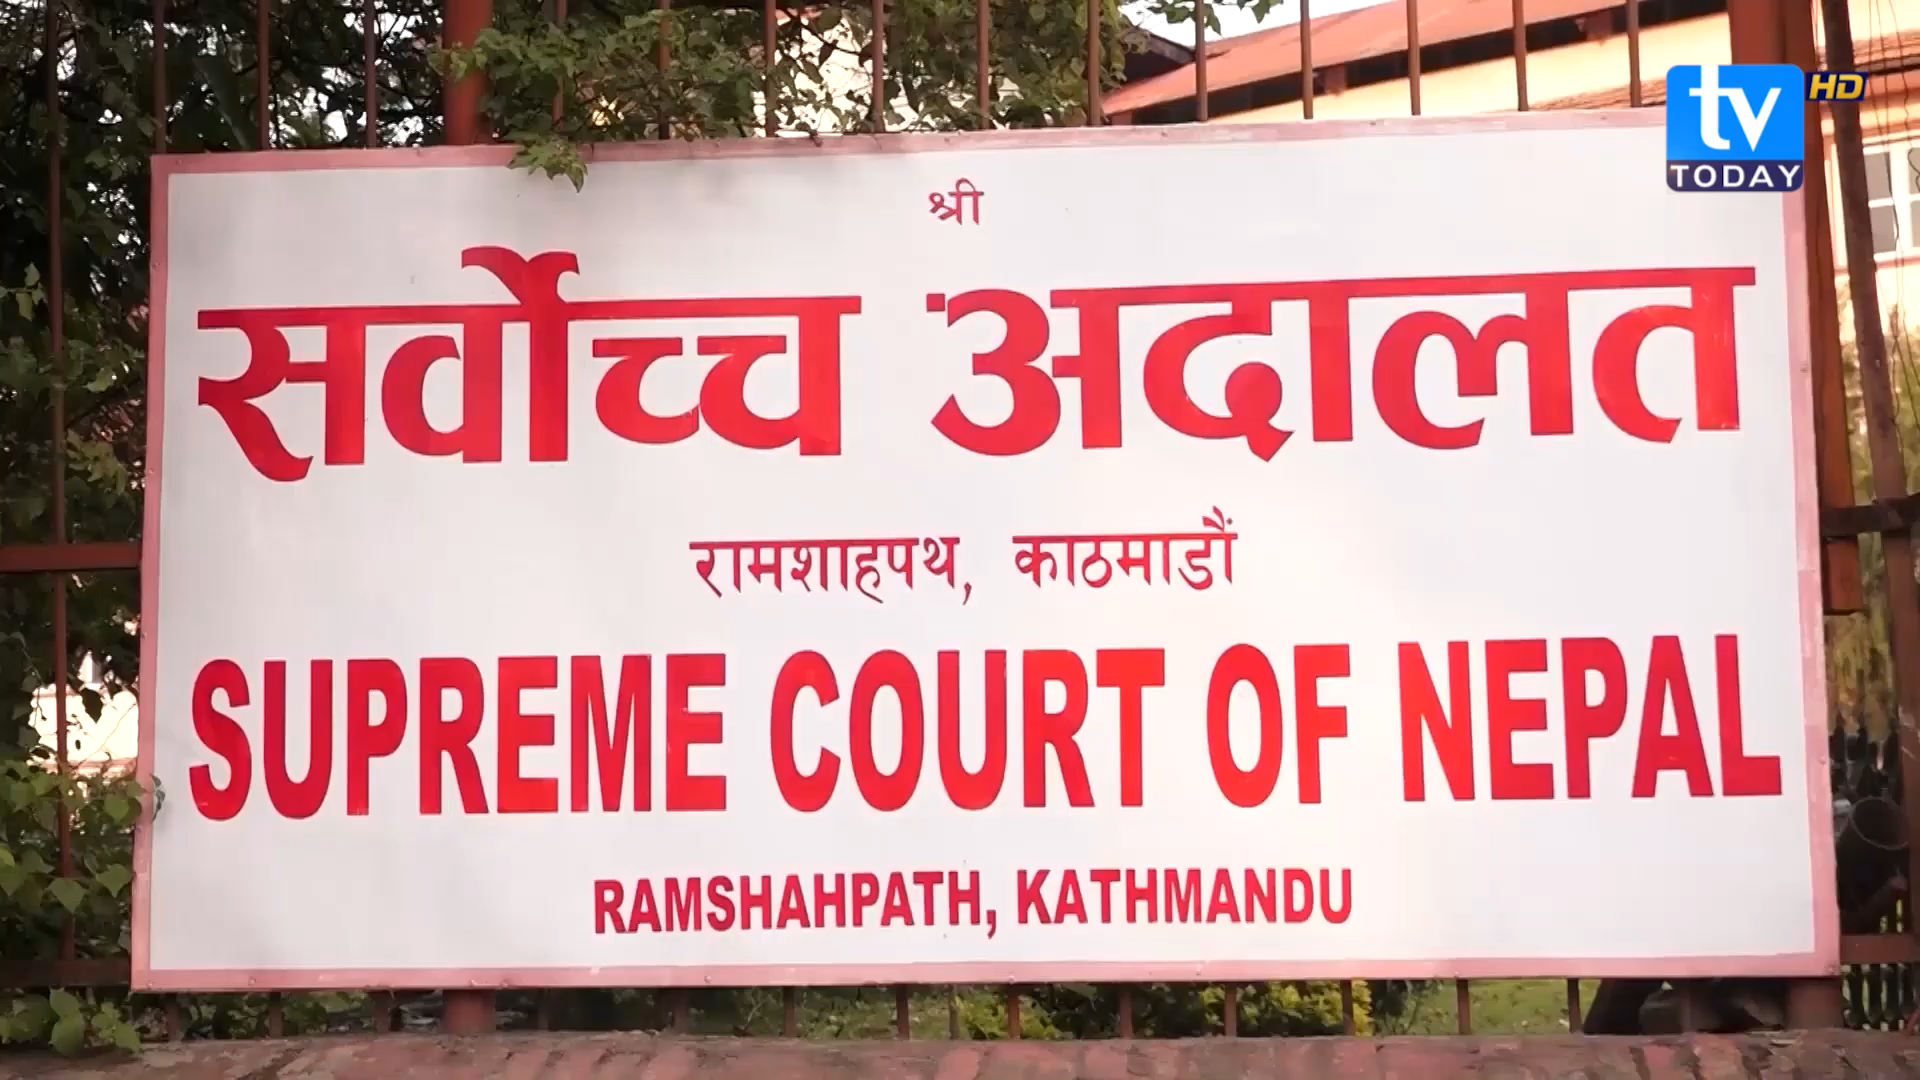 tv HD
TODAY
श्री
सर्वोच्च अदालत
रामशाहपथ, काठमाडौं
SUPREME COURT OF NEPAL
RAMSHAHPATH, KATHMANDU